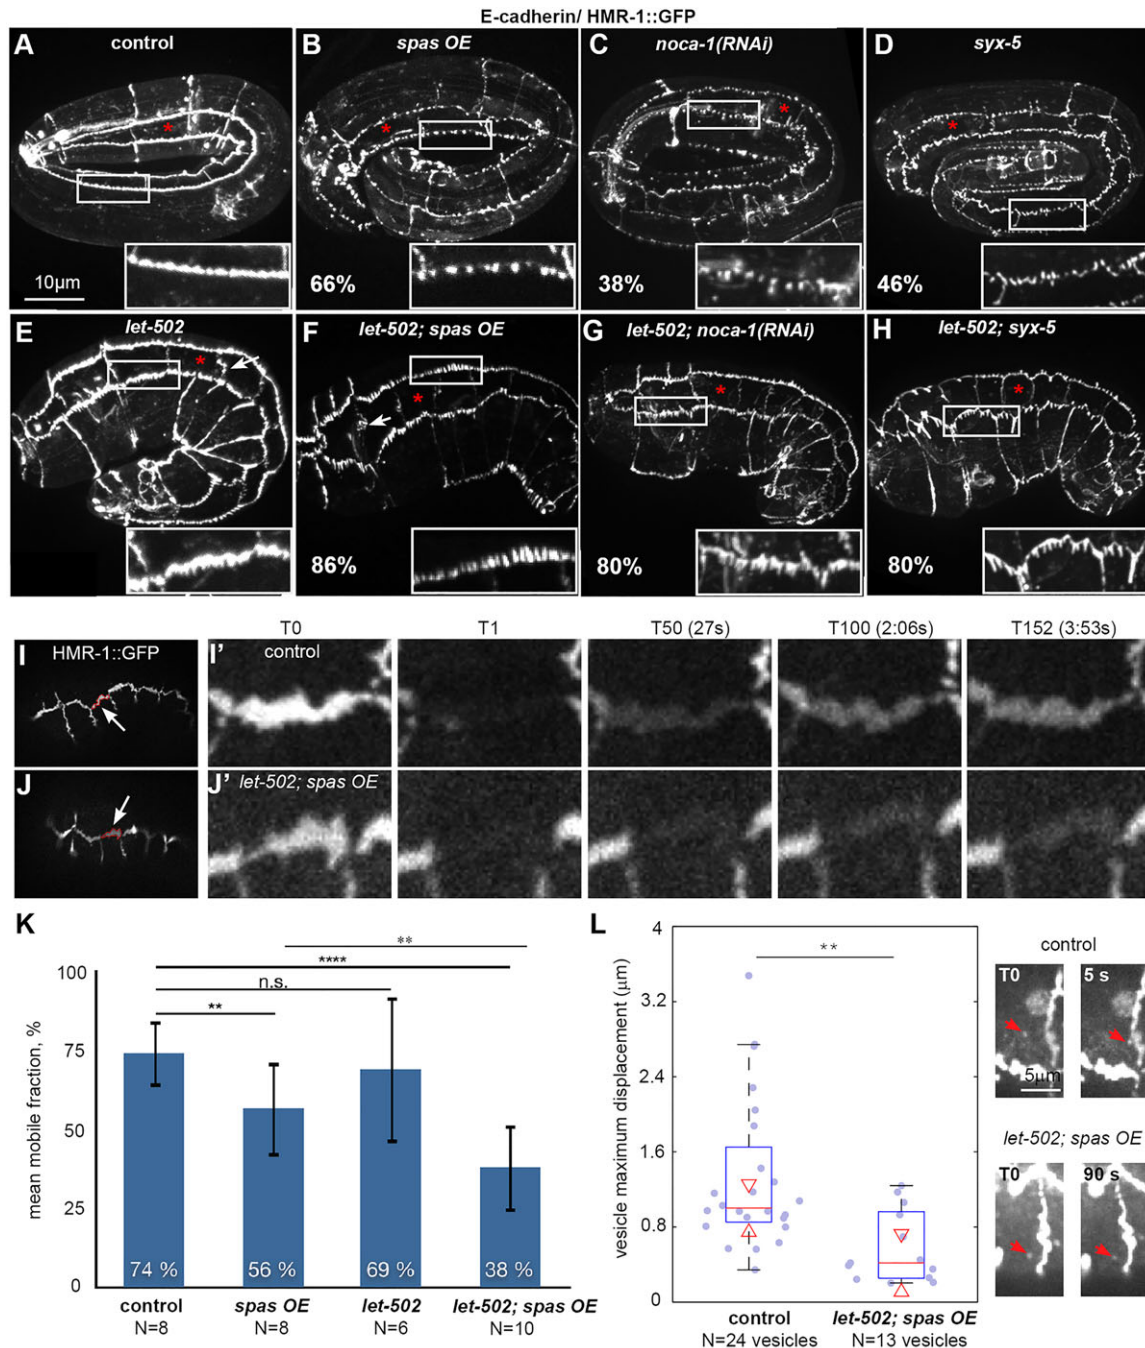 E-cadherin/ HMR-1::GFP
A control
B spas OE
C noca-1(RNAi)
D syx-5
10µm
66%
38%
46%
E let-502
F let-502; spas OE
G let-502; noca-1(RNAi)
H let-502; syx-5
86%
80%
80%
T0 T1 T50 (27s) T100 (2:06s) T152 (3:53s)
I HMR-1::GFP
I' control
J
J' let-502; spas OE
K
mean mobile fraction, %
100
75
50
25
0
**
****
n.s.
**
74 % 56 % 69 % 38 %
control spas OE let-502 let-502; spas OE
N=8 N=8 N=6 N=10
L
vesicle maximum displacement (µm)
4
3.2
2.4
1.6
0.8
0
**
control let-502; spas OE
N=24 vesicles N=13 vesicles
control
T0 5 s
5µm
let-502; spas OE
T0 90 s